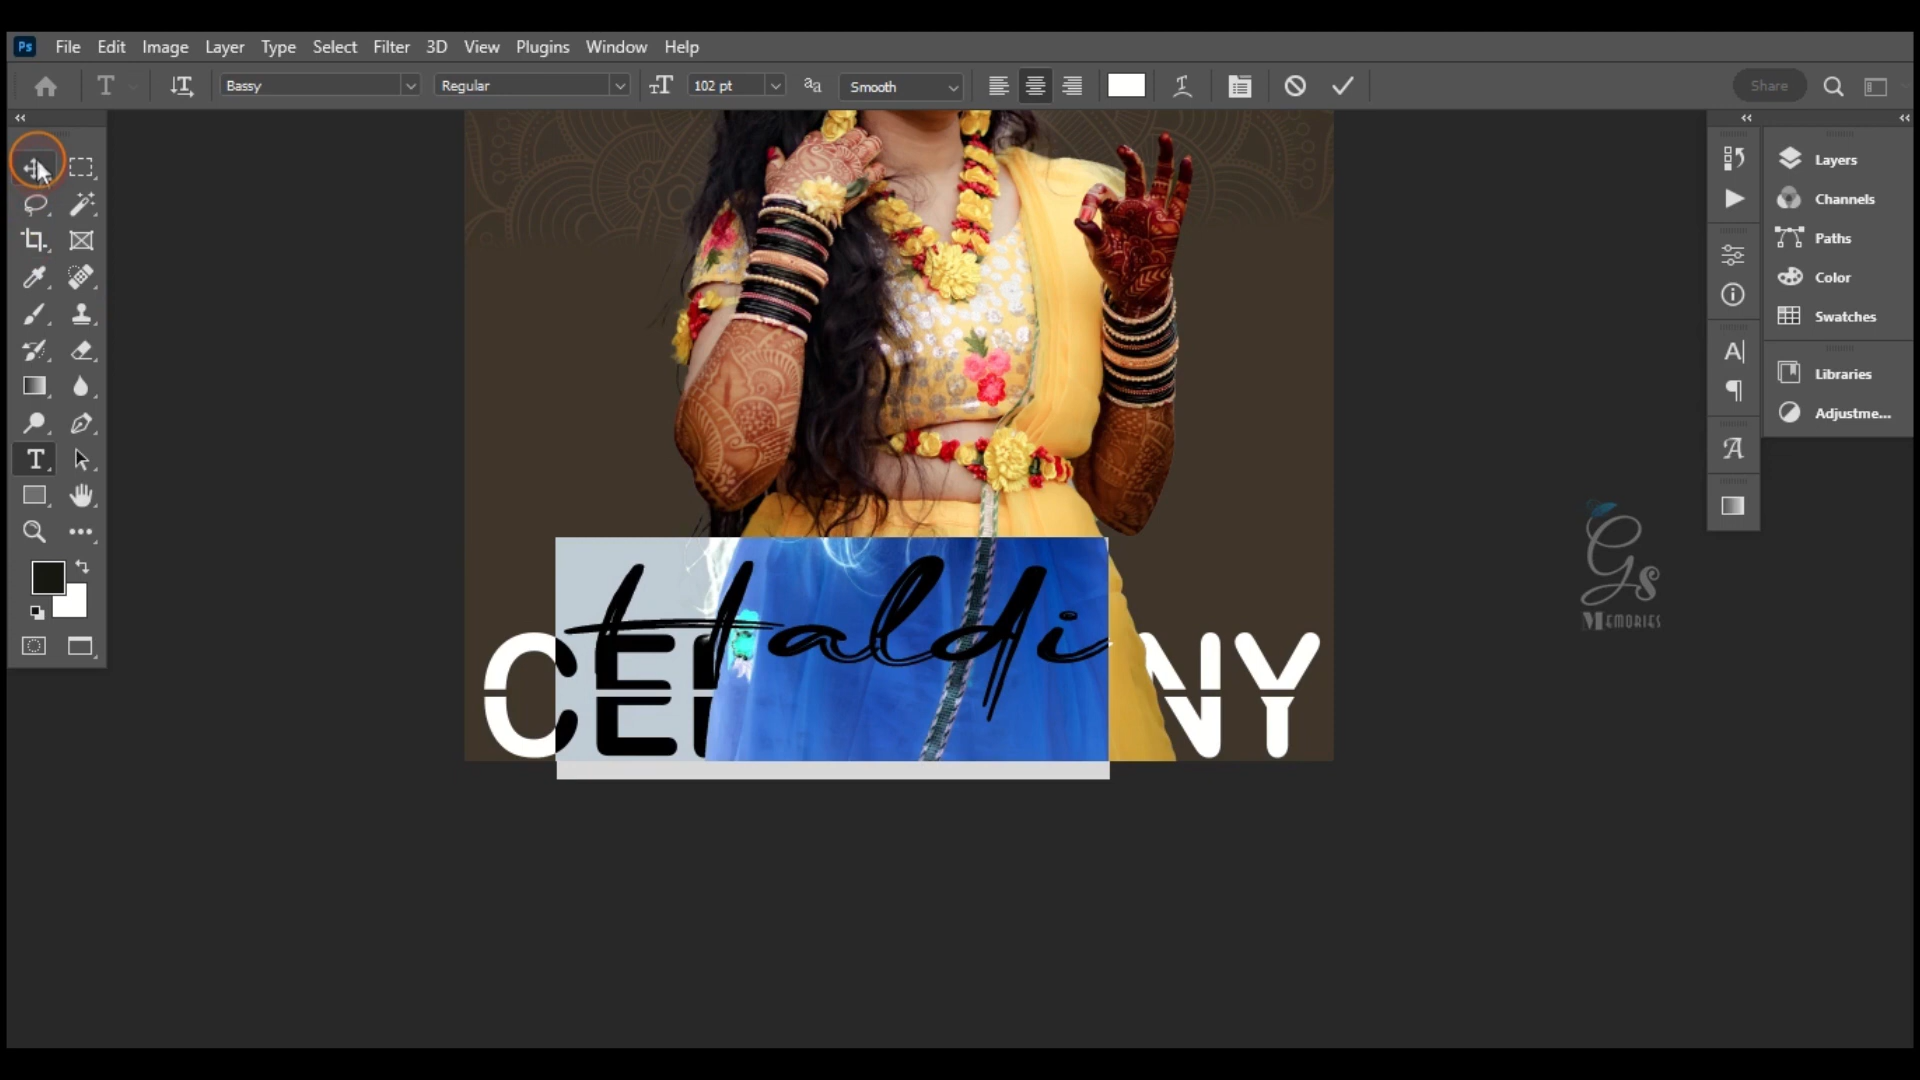 Ps File Edit Image Layer Type Select Filter 3D View Plugins Window Help
T Bassy Regular 102 pt Smooth Share
Layers
Channels
Paths
Color
Swatches
Libraries
Adjustme...
Haldi
CE NY
Gs
MEMORIES